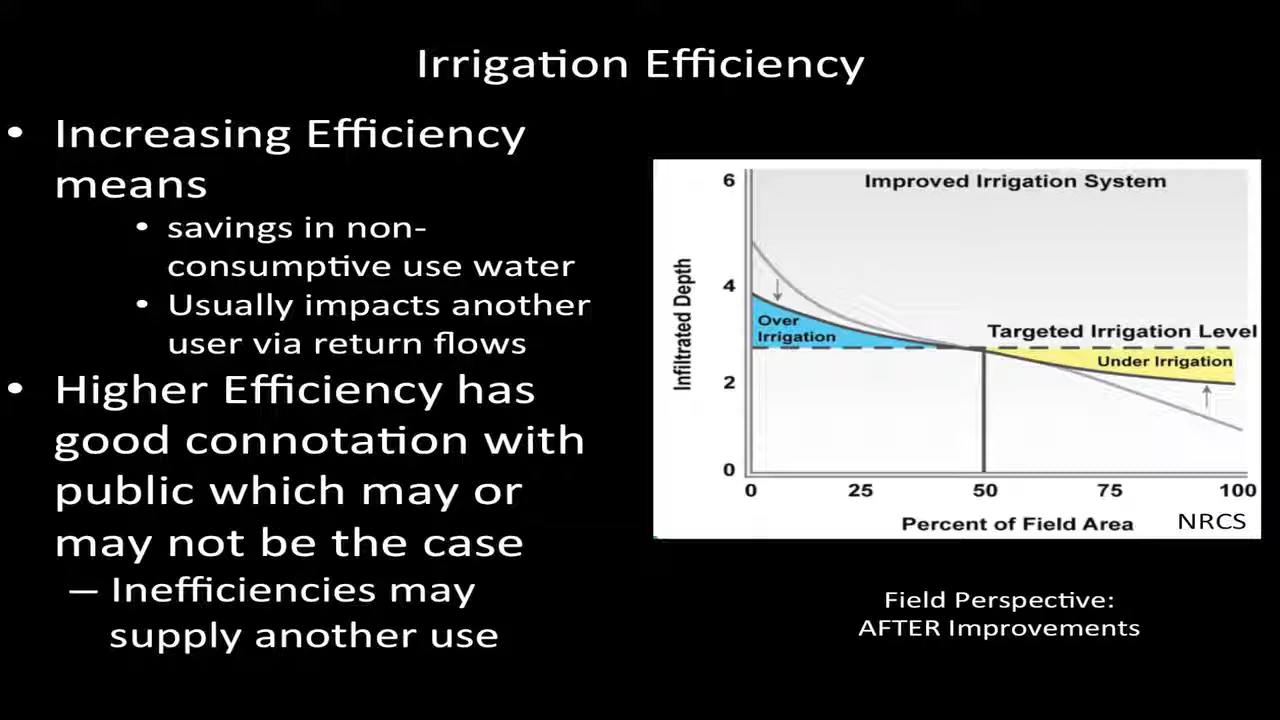 Irrigation Efficiency
• Increasing Efficiency
means
• savings in non-
consumptive use water
• Usually impacts another
user via return flows
• Higher Efficiency has
good connotation with
public which may or
may not be the case
– Inefficiencies may
supply another use
Improved Irrigation System
Infiltrated Depth
6
4
2
0
Over
Irrigation
Targeted Irrigation Level
Under Irrigation
0 25 50 75 100
Percent of Field Area
NRCS
Field Perspective:
AFTER Improvements